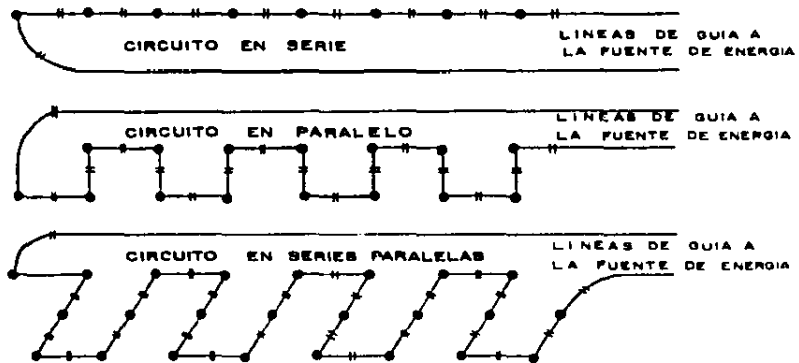 CIRCUITO EN SERIE
LINEAS DE GUIA A
LA FUENTE DE ENERGIA
CIRCUITO EN PARALELO
LINEAS DE GUIA A
LA FUENTE DE ENERGIA
CIRCUITO EN SERIES PARALELAS
LINEAS DE GUIA A
LA FUENTE DE ENERGIA